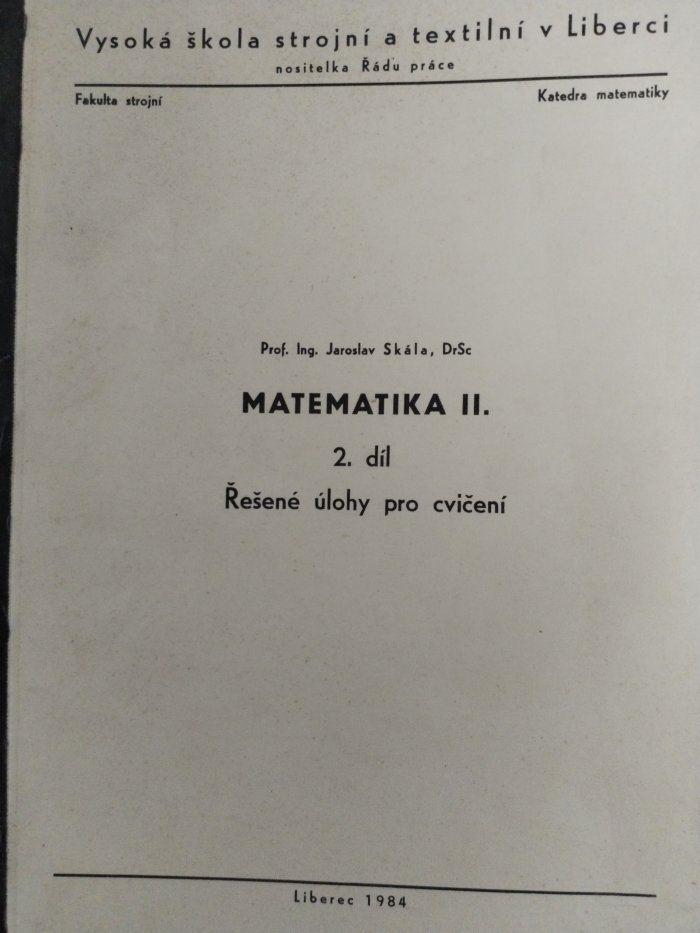 Vysoká škola strojní a textilní v Liberci
nositelka Řádu práce
Fakulta strojní
Katedra matematiky
Prof. Ing. Jaroslav Skála, DrSc
MATEMATIKA II.
2. díl
Řešené úlohy pro cvičení
Liberec 1984